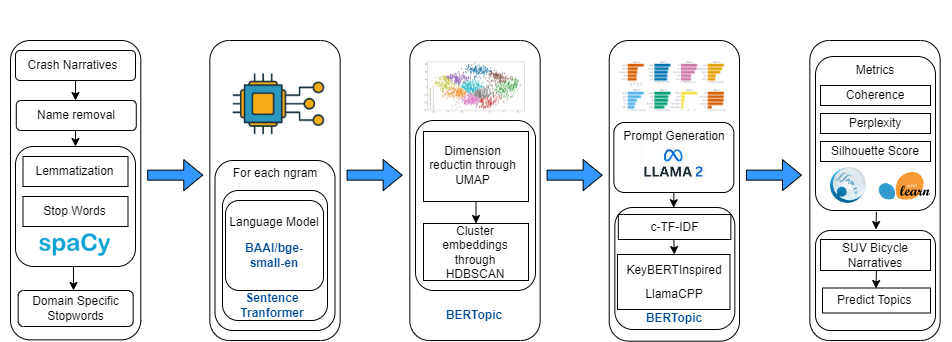 Crash Narratives
Name removal
Lemmatization
Stop Words
spaCy
Domain Specific
Stopwords
For each ngram
Language Model
BAAI/bge-
small-en
Sentence
Tranformer
Dimension
reductin through
UMAP
Cluster
embeddings
through
HDBSCAN
BERTopic
Prompt Generation
LLAMA 2
c-TF-IDF
KeyBERTInspired
LlamaCPP
BERTopic
Metrics
Coherence
Perplexity
Silhouette Score
learn
SUV Bicycle
Narratives
Predict Topics